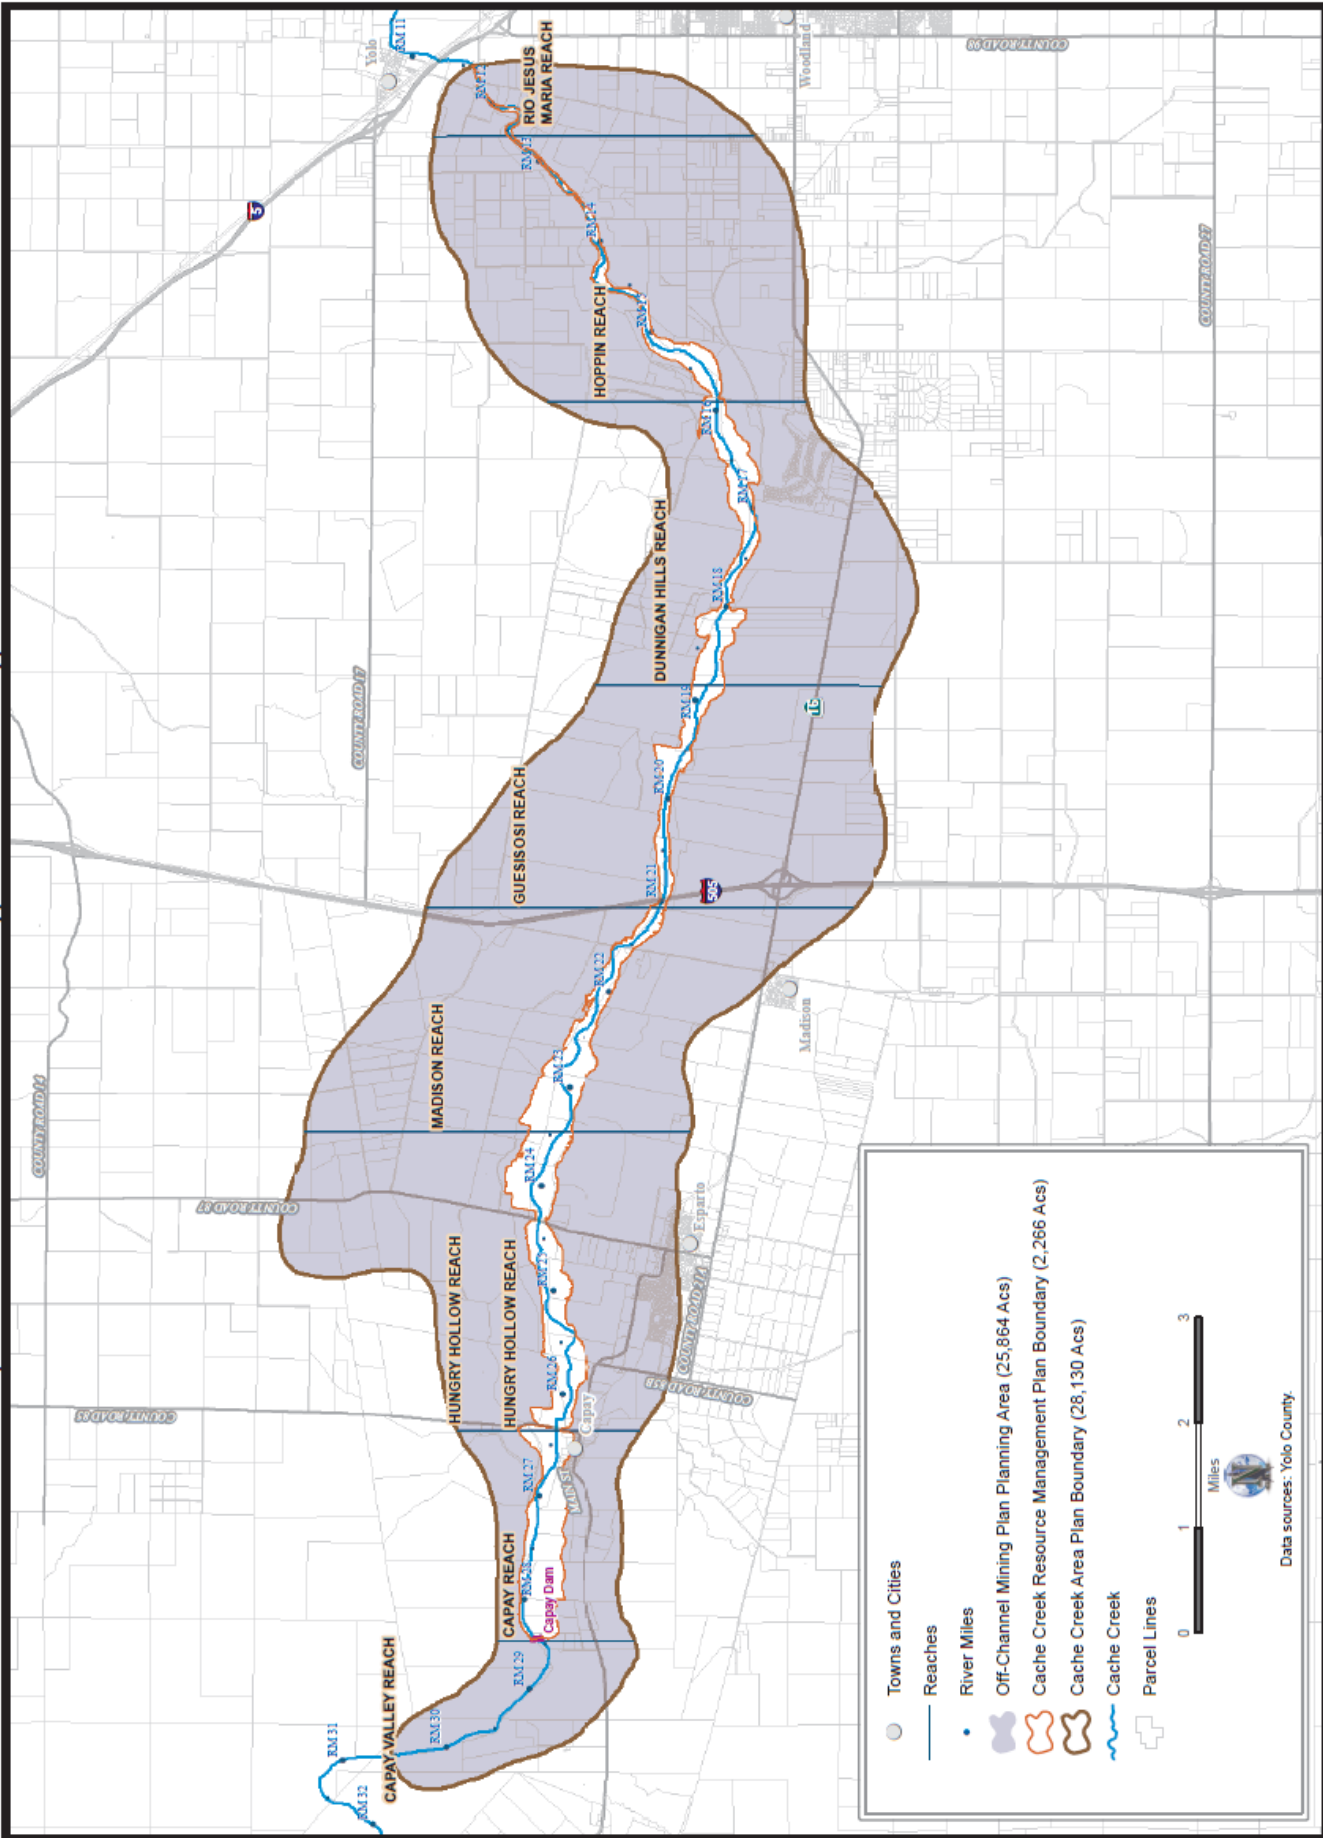 RM 11
Yolo
RM 12
RIO JESUS
MARIA REACH
Woodland
COUNTY ROAD 98
RM 13
5
RM 14
HOPPIN REACH
RM 15
COUNTY ROAD 27
RM 16
RM 17
DUNNIGAN HILLS REACH
RM 18
COUNTY ROAD 17
RM 19
16
GUESISOSI REACH
RM 20
RM 21
505
RM 22
Madison
MADISON REACH
RM 23
COUNTY ROAD 14
RM 24
COUNTY ROAD 87
Esparto
HUNGRY HOLLOW REACH
HUNGRY HOLLOW REACH
RM 25
COUNTY ROAD 21A
RM 26
COUNTY ROAD 85B
COUNTY ROAD 85
Capay
RM 27
MAIN ST
CAPAY REACH
RM 28
Capay Dam
CAPAY VALLEY REACH
RM 29
RM 30
RM 31
RM 32
Towns and Cities
Reaches
River Miles
Off-Channel Mining Plan Planning Area (25,864 Acs)
Cache Creek Resource Management Plan Boundary (2,266 Acs)
Cache Creek Area Plan Boundary (28,130 Acs)
Cache Creek
Parcel Lines
0 1 2 3
Miles
N
Data sources: Yolo County.